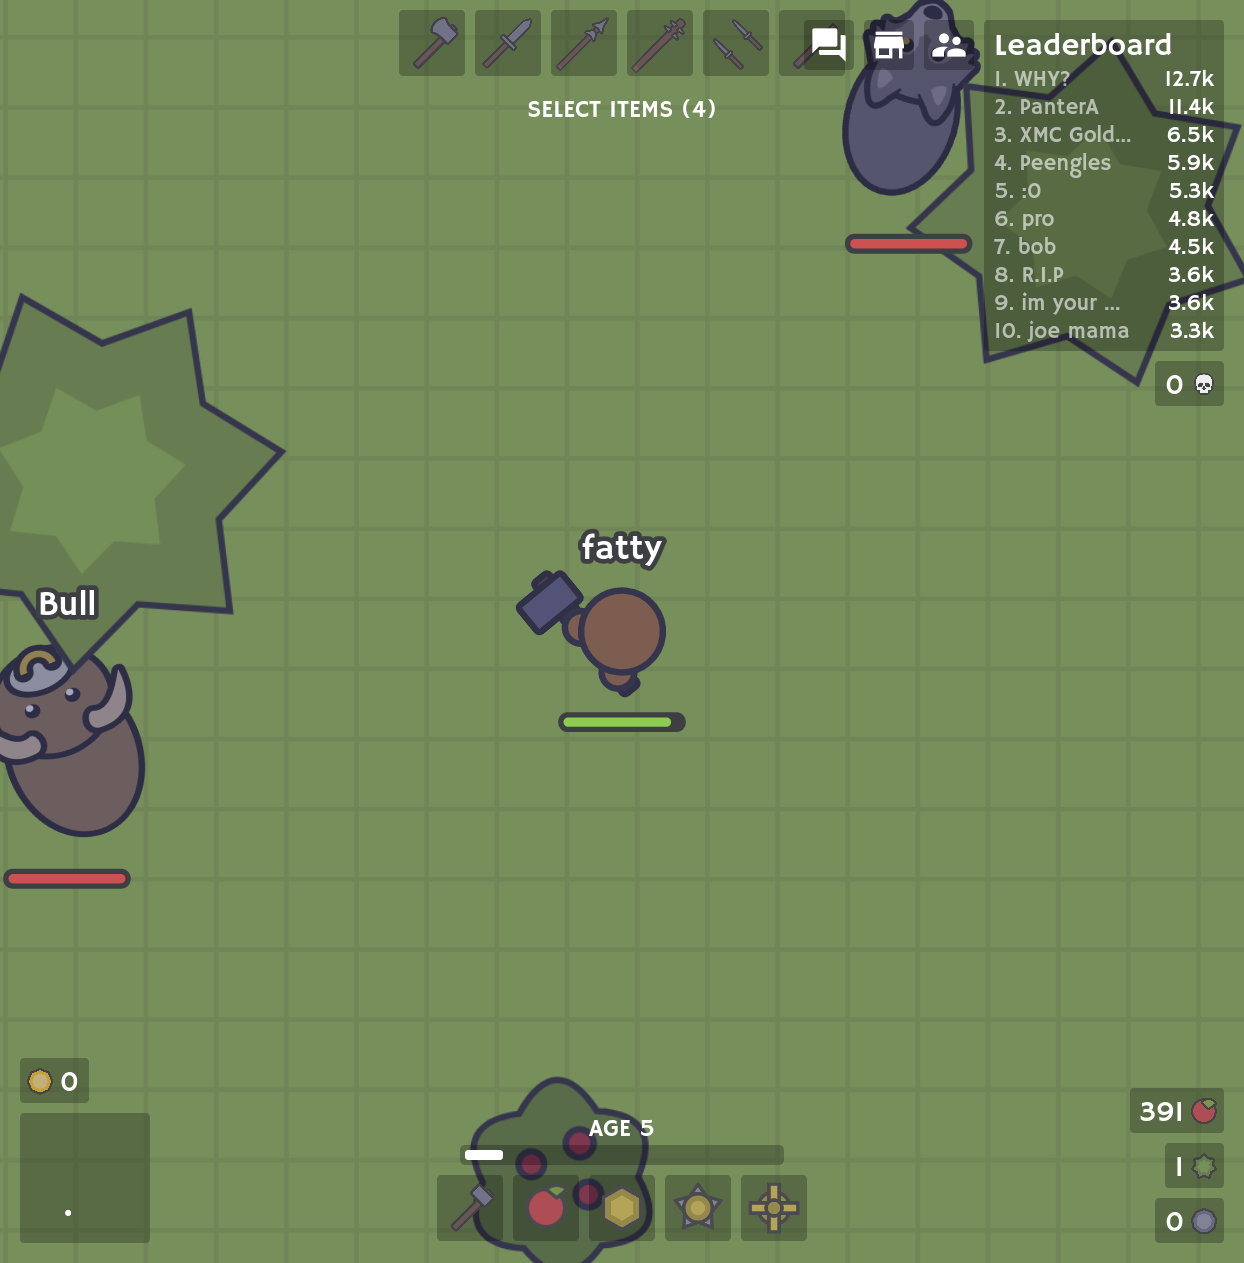 SELECT ITEMS (4)
Leaderboard
1. WHY? 12.7k
2. PanterA 11.4k
3. XMC Gold... 6.5k
4. Peengles 5.9k
5. :0 5.3k
6. pro 4.8k
7. bob 4.5k
8. R.I.P 3.6k
9. im your ... 3.6k
10. joe mama 3.3k
0
fatty
Bull
0
391
AGE 5
1
0